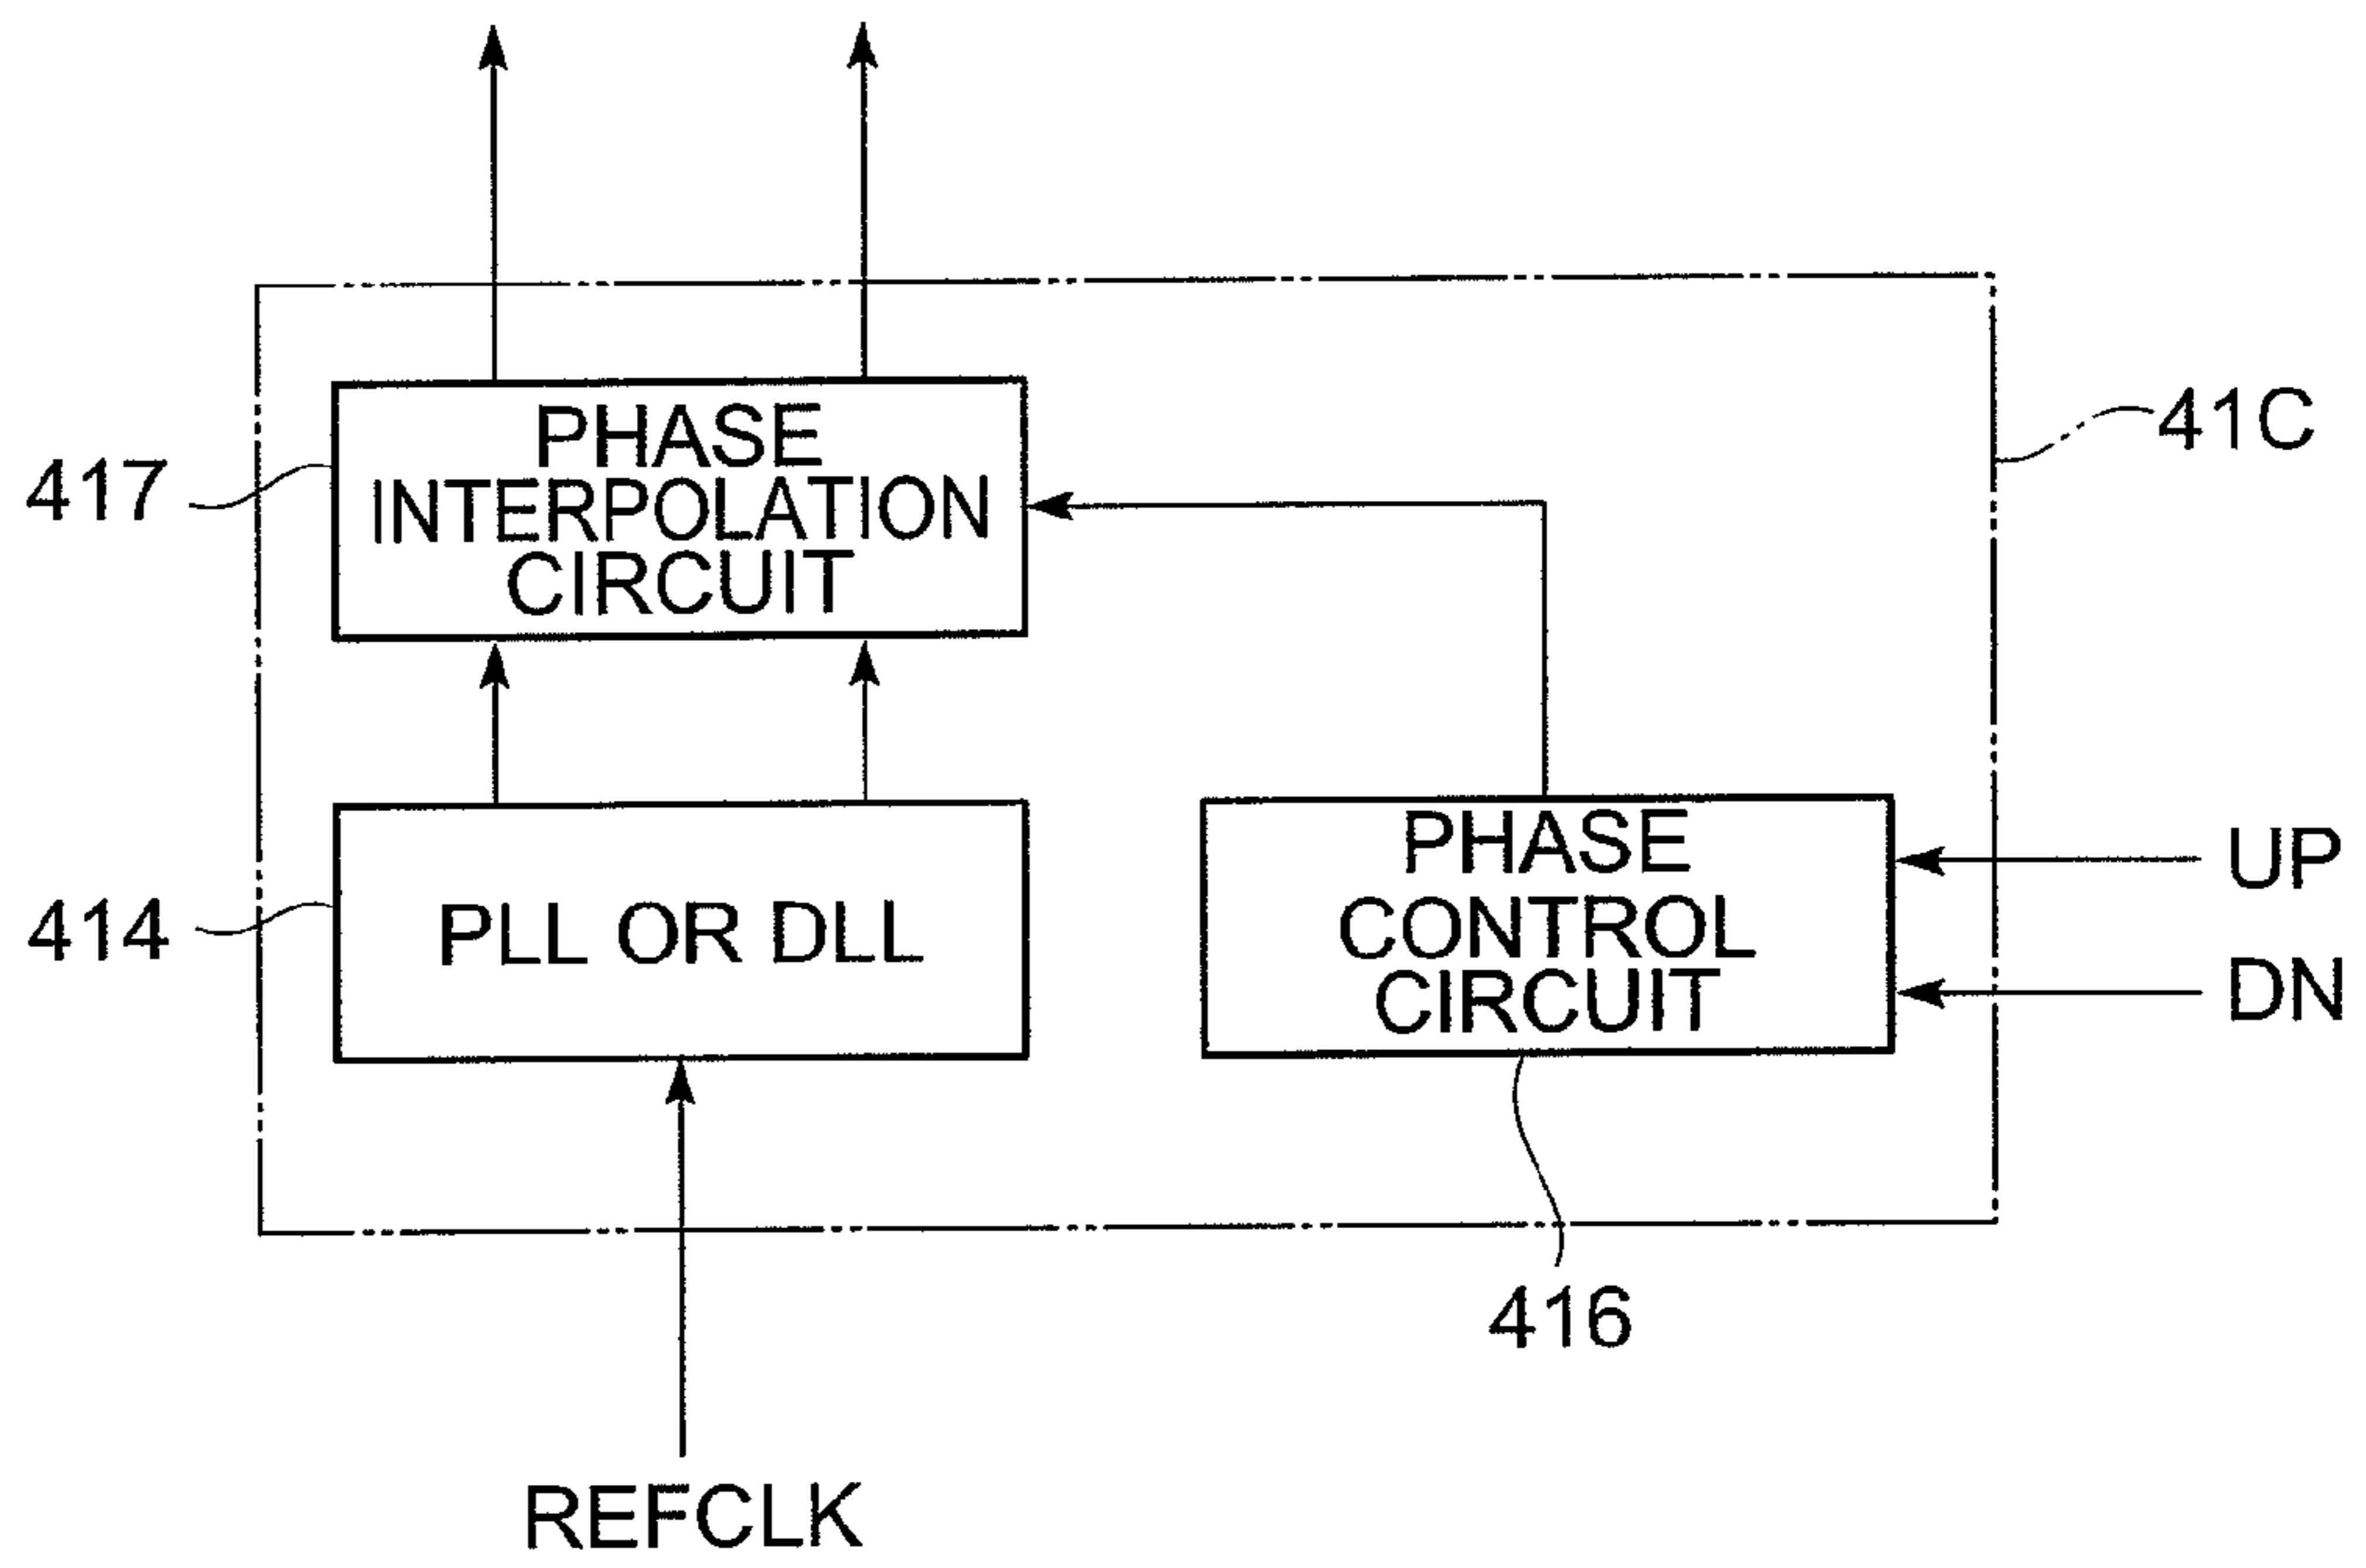 PHASE
INTERPOLATION
CIRCUIT
417
41C
PLL OR DLL
414
PHASE
CONTROL
CIRCUIT
UP
DN
416
REFCLK